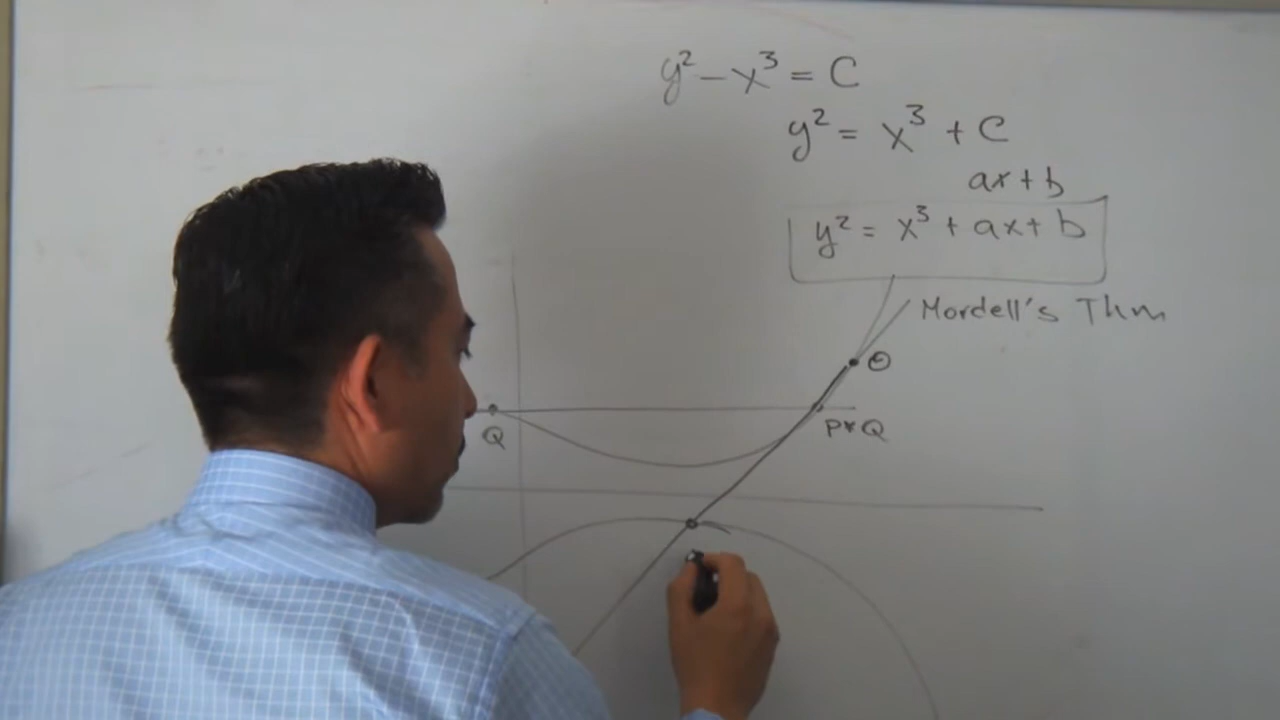 y² − x³ = C
y² = x³ + C
ax + b
y² = x³ + ax + b
Mordell's Thm
O
Q
P*Q